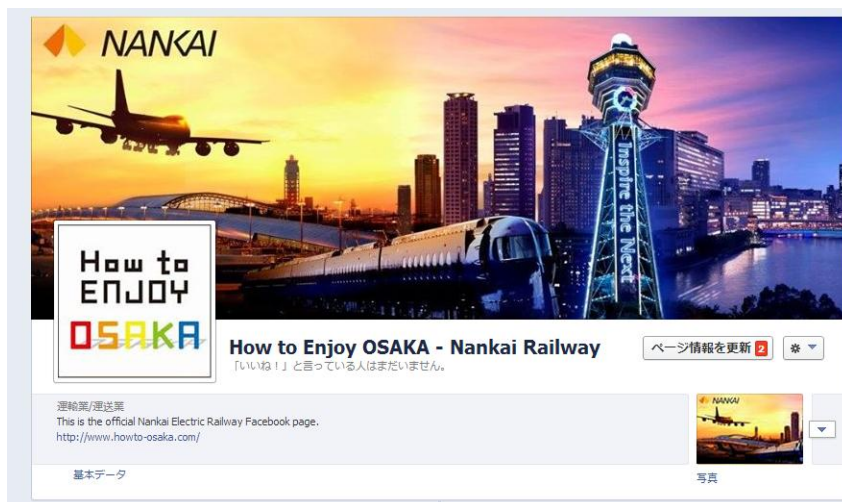 NANKAI
Inspire the Next
How to
ENJOY
OSAKA
How to Enjoy OSAKA - Nankai Railway
ページ情報を更新 2
「いいね！」と言っている人はまだいません。
運輸業/運送業
This is the official Nankai Electric Railway Facebook page.
http://www.howto-osaka.com/
NANKAI
基本データ
写真